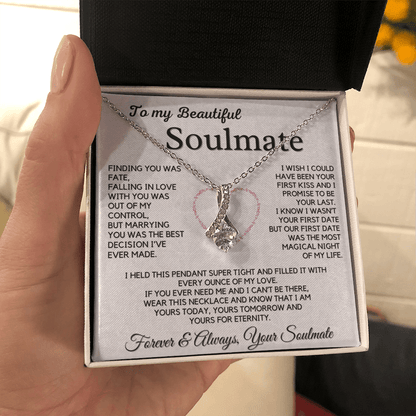 To my Beautiful
Soulmate
FINDING YOU WAS
FATE,
FALLING IN LOVE
WITH YOU WAS
OUT OF MY
CONTROL,
BUT MARRYING
YOU WAS THE BEST
DECISION I'VE
EVER MADE.
I WISH I COULD
HAVE BEEN YOUR
FIRST KISS AND I
PROMISE TO BE
YOUR LAST.
I KNOW I WASN'T
YOUR FIRST DATE
BUT OUR FIRST DATE
WAS THE MOST
MAGICAL NIGHT
OF MY LIFE.
I HELD THIS PENDANT SUPER TIGHT AND FILLED IT WITH
EVERY OUNCE OF MY LOVE.
IF YOU EVER NEED ME AND I CAN'T BE THERE,
WEAR THIS NECKLACE AND KNOW THAT I AM
YOURS TODAY, YOURS TOMORROW AND
YOURS FOR ETERNITY.
Forever & Always, Your Soulmate